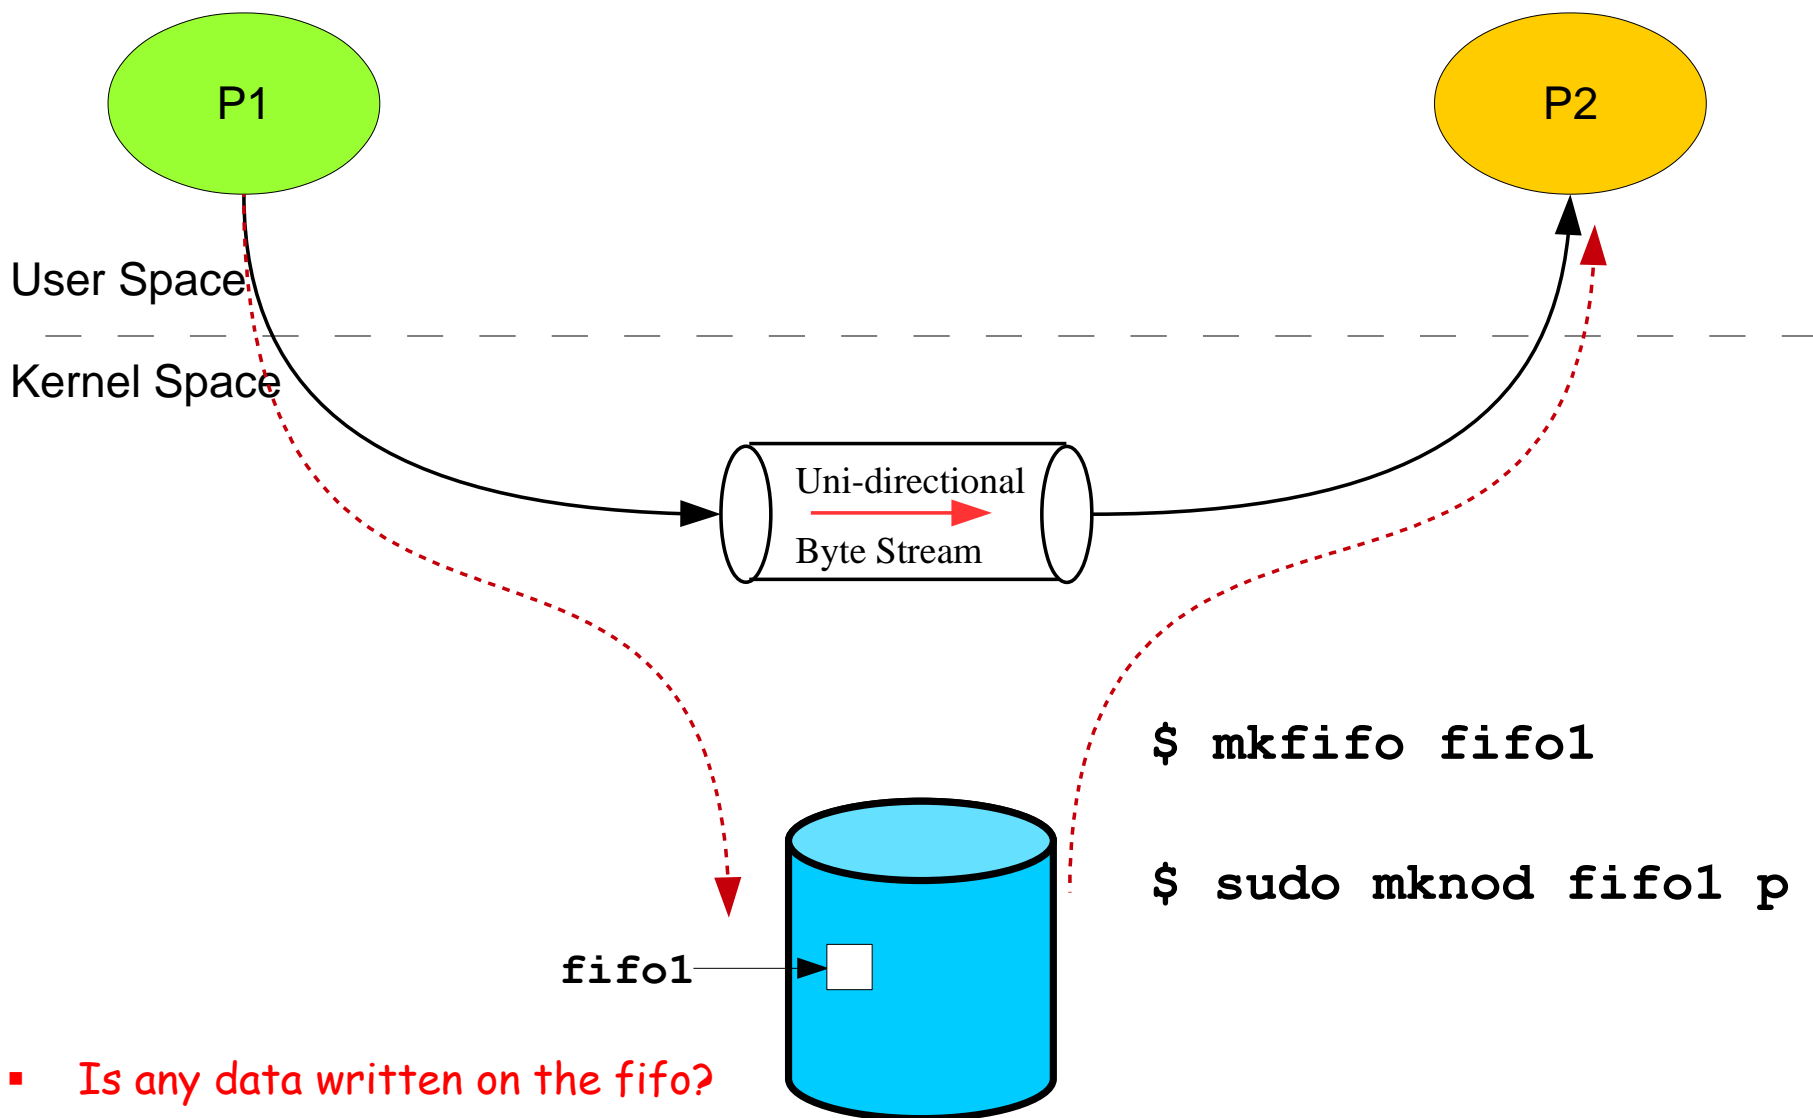 P1
P2
User Space
Kernel Space
Uni-directional
Byte Stream
$ mkfifo fifo1
$ sudo mknod fifo1 p
fifo1
▪ Is any data written on the fifo?